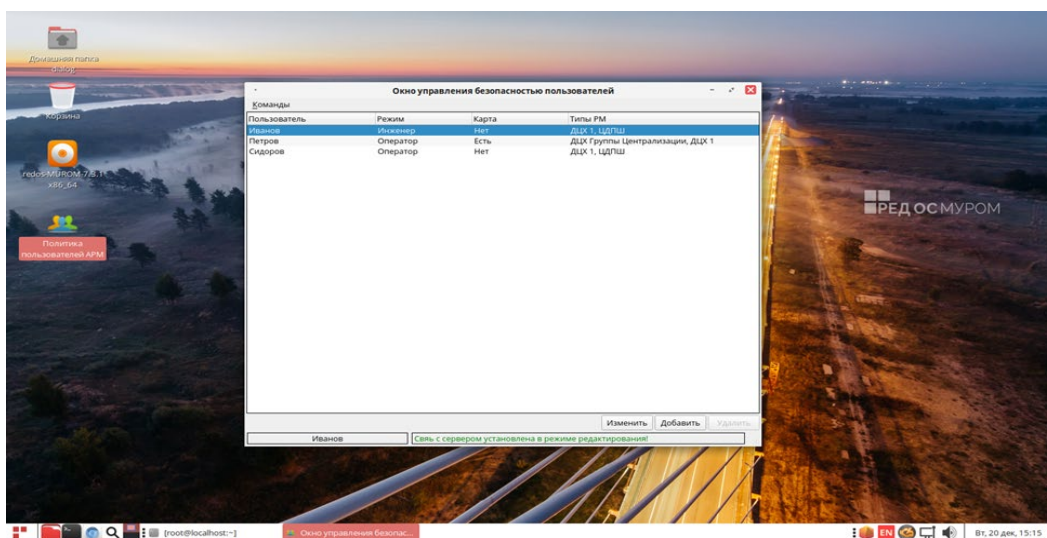 Домашняя папка
dialog
Корзина
redos-MUROM-7.3.1
x86_64
Политика
пользователей АРМ
Окно управления безопасностью пользователей
Команды
Пользователь Режим Карта Типы РМ
Иванов Инженер Нет ДЦХ 1, ЦДПШ
Петров Оператор Есть ДЦХ Группы Централизации, ДЦХ 1
Сидоров Оператор Нет ДЦХ 1, ЦДПШ
РЕД ОС МУРОМ
Изменить Добавить Удалить
Иванов Свяь с сервером установлена в режиме редактирования!
[root@localhost:~] Окно управления безопас... EN Вт, 20 дек, 15:15